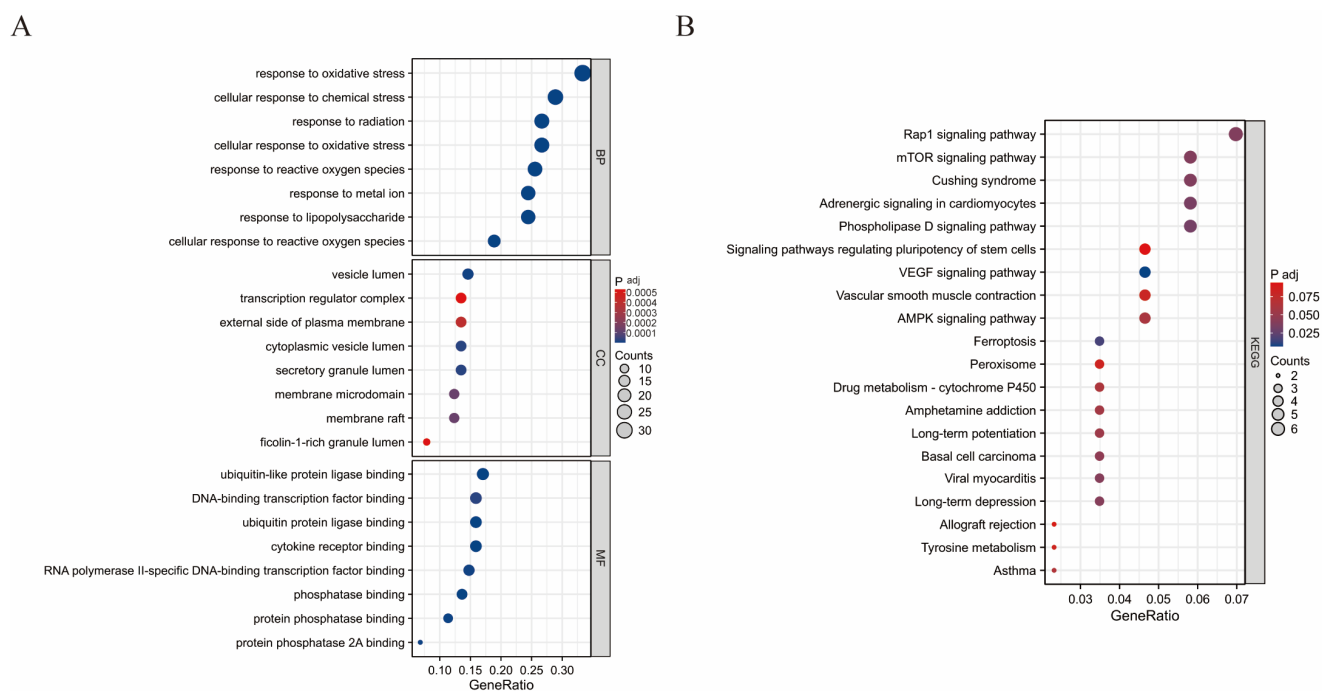 A
response to oxidative stress
cellular response to chemical stress
response to radiation
cellular response to oxidative stress
response to reactive oxygen species
response to metal ion
response to lipopolysaccharide
cellular response to reactive oxygen species
BP
vesicle lumen
transcription regulator complex
external side of plasma membrane
cytoplasmic vesicle lumen
secretory granule lumen
membrane microdomain
membrane raft
ficolin-1-rich granule lumen
CC
ubiquitin-like protein ligase binding
DNA-binding transcription factor binding
ubiquitin protein ligase binding
cytokine receptor binding
RNA polymerase II-specific DNA-binding transcription factor binding
phosphatase binding
protein phosphatase binding
protein phosphatase 2A binding
MF
0.10 0.15 0.20 0.25 0.30
GeneRatio
P adj
0.0005
0.0004
0.0003
0.0002
0.0001
Counts
10
15
20
25
30
B
Rap1 signaling pathway
mTOR signaling pathway
Cushing syndrome
Adrenergic signaling in cardiomyocytes
Phospholipase D signaling pathway
Signaling pathways regulating pluripotency of stem cells
VEGF signaling pathway
Vascular smooth muscle contraction
AMPK signaling pathway
Ferroptosis
Peroxisome
Drug metabolism - cytochrome P450
Amphetamine addiction
Long-term potentiation
Basal cell carcinoma
Viral myocarditis
Long-term depression
Allograft rejection
Tyrosine metabolism
Asthma
KEGG
0.03 0.04 0.05 0.06 0.07
GeneRatio
P adj
0.075
0.050
0.025
Counts
2
3
4
5
6